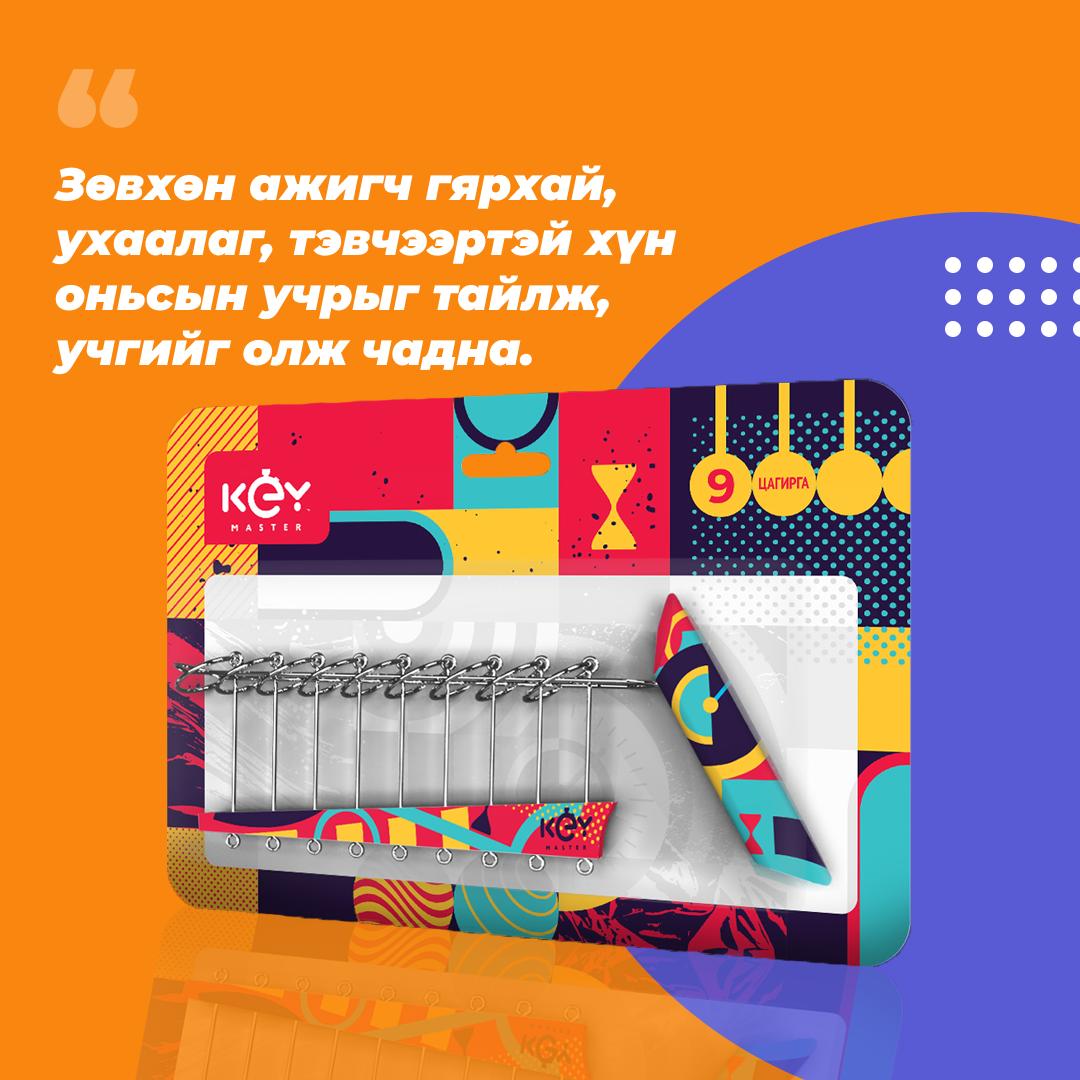 Зөвхөн ажигч гярхай,
ухаалаг, тэвчээртэй хүн
оньсын учрыг тайлж,
учгийг олж чадна.
KEY
MASTER
9
ЦАГИРГА
KEY
MASTER